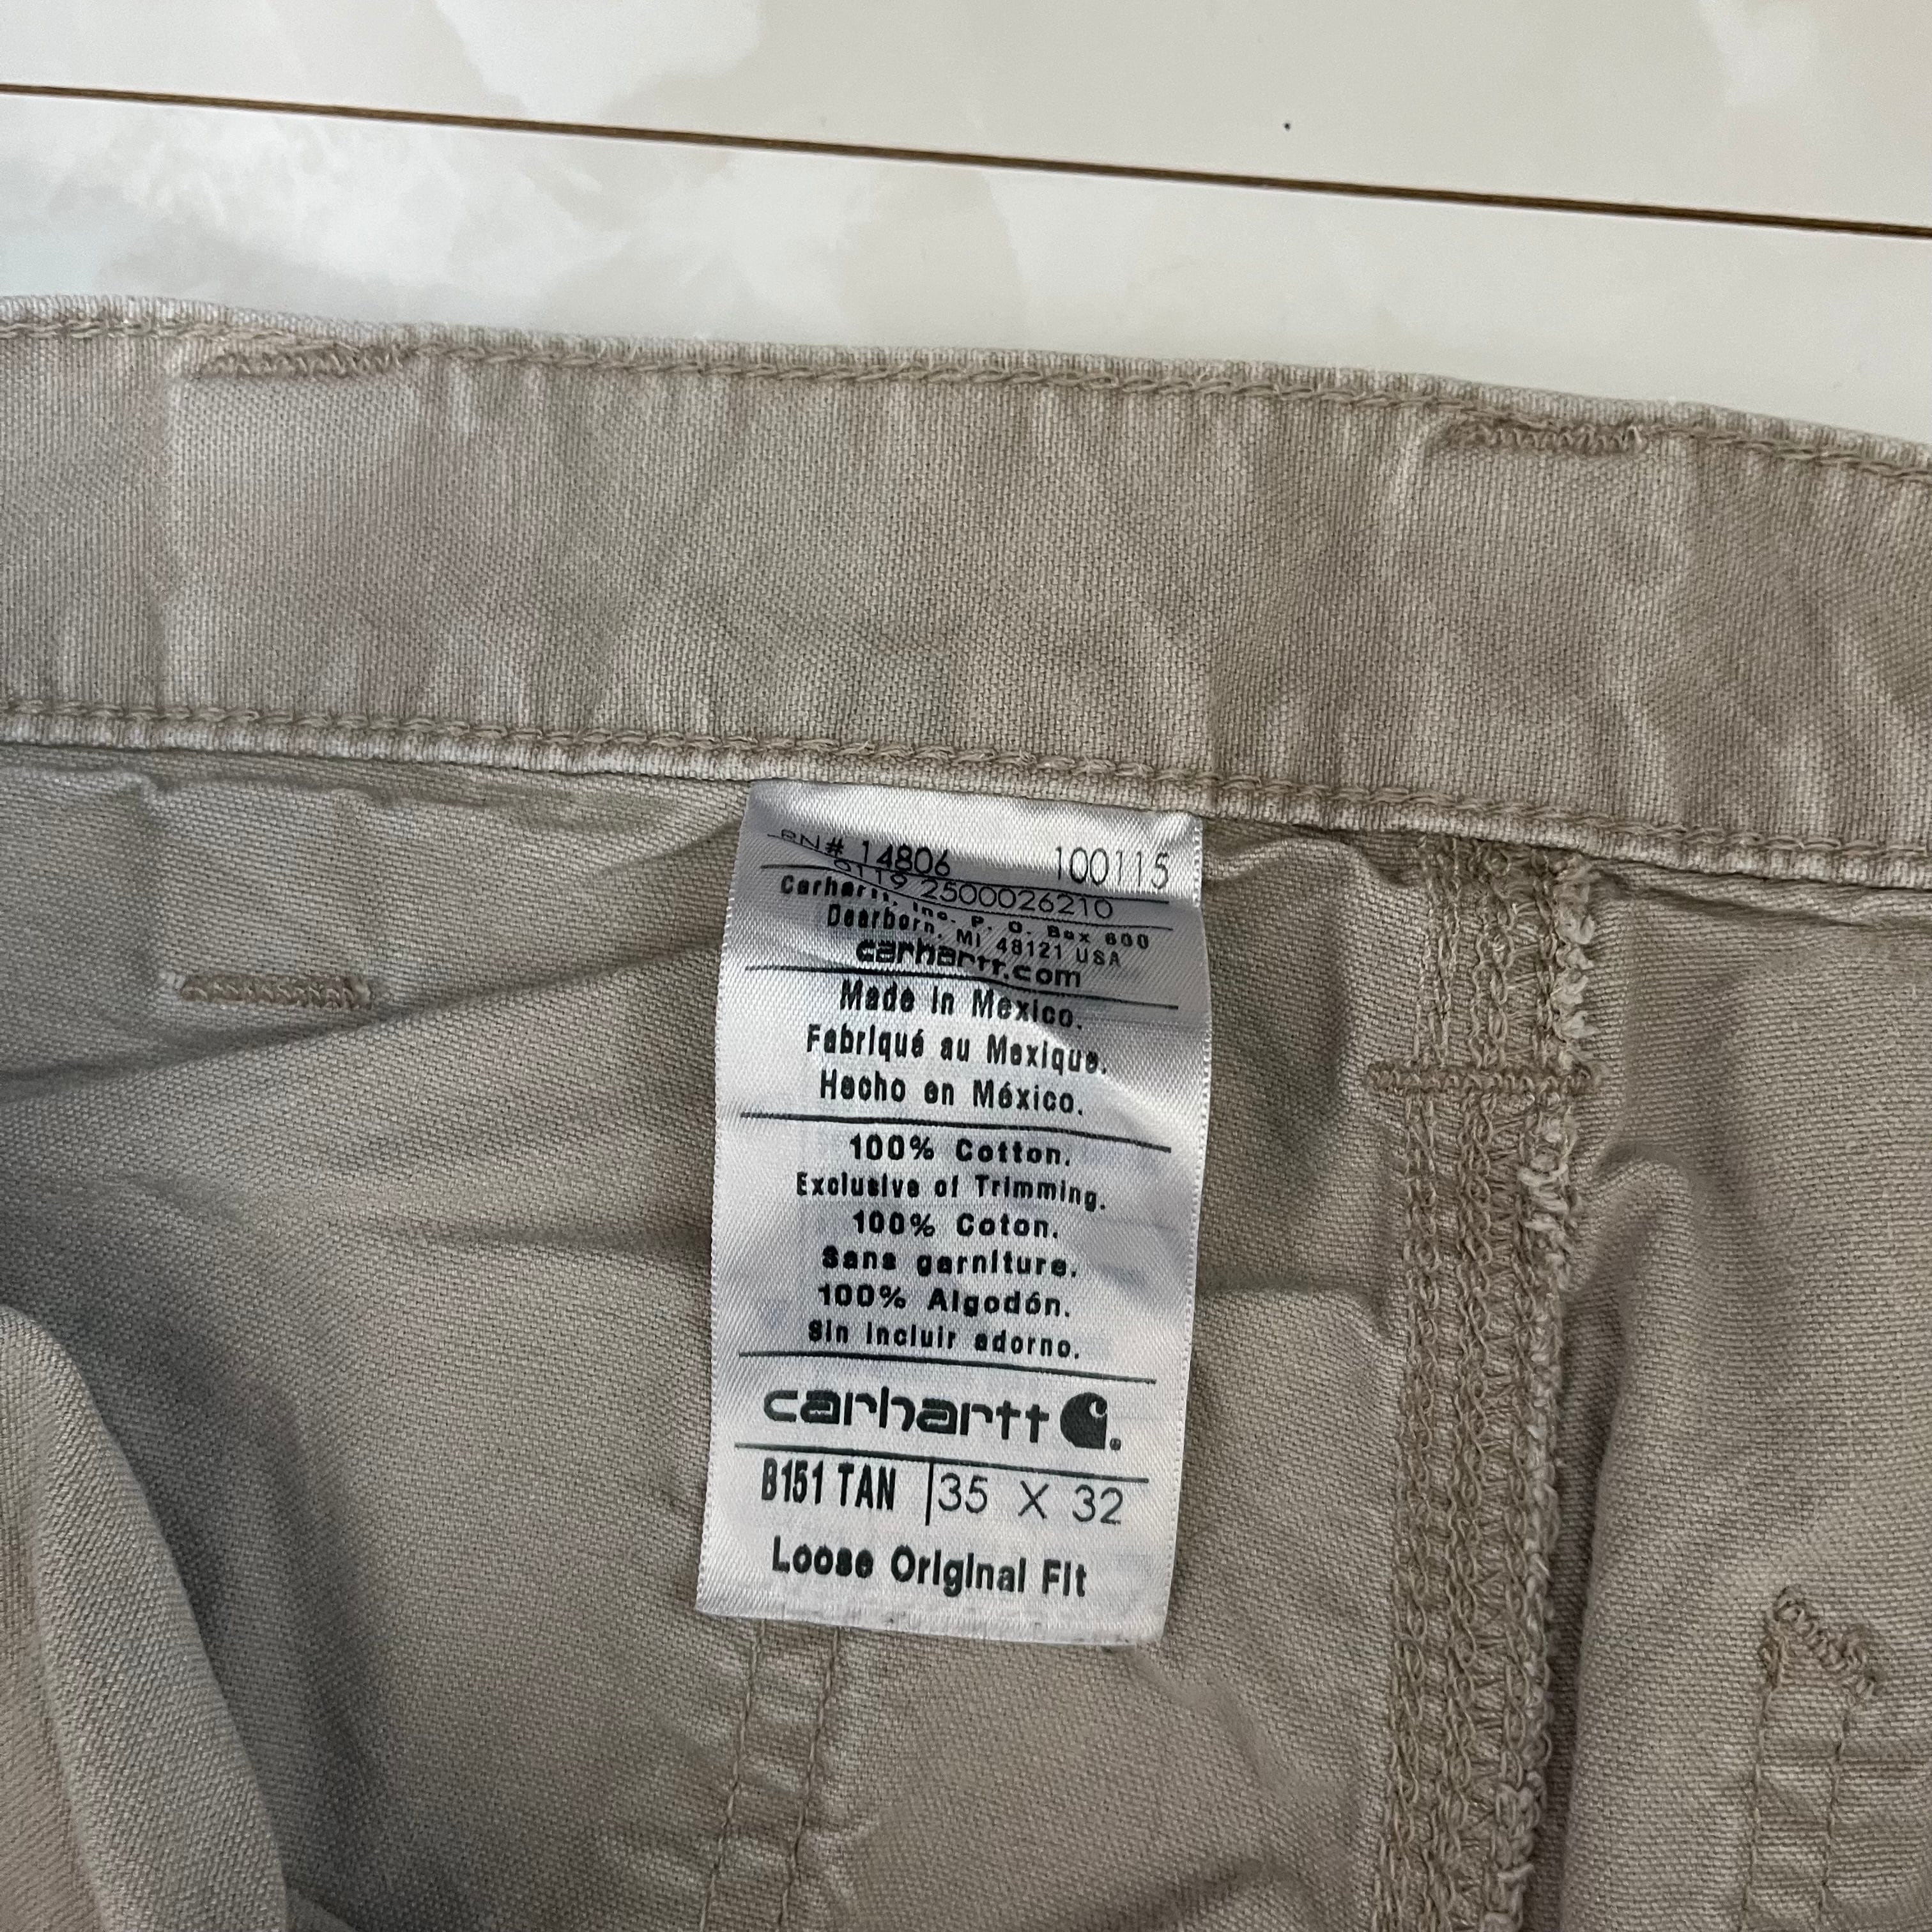 RN# 14806 100115
9119 2500026210
Carhartt, Inc. P. O. Box 600
Dearborn, MI 48121 USA
carhartt.com
Made in Mexico.
Fabriqué au Mexique.
Hecho en México.
100% Cotton.
Exclusive of Trimming.
100% Coton.
Sans garniture.
100% Algodón.
Sin incluir adorno.
carhartt
B151 TAN 35 X 32
Loose Original Fit